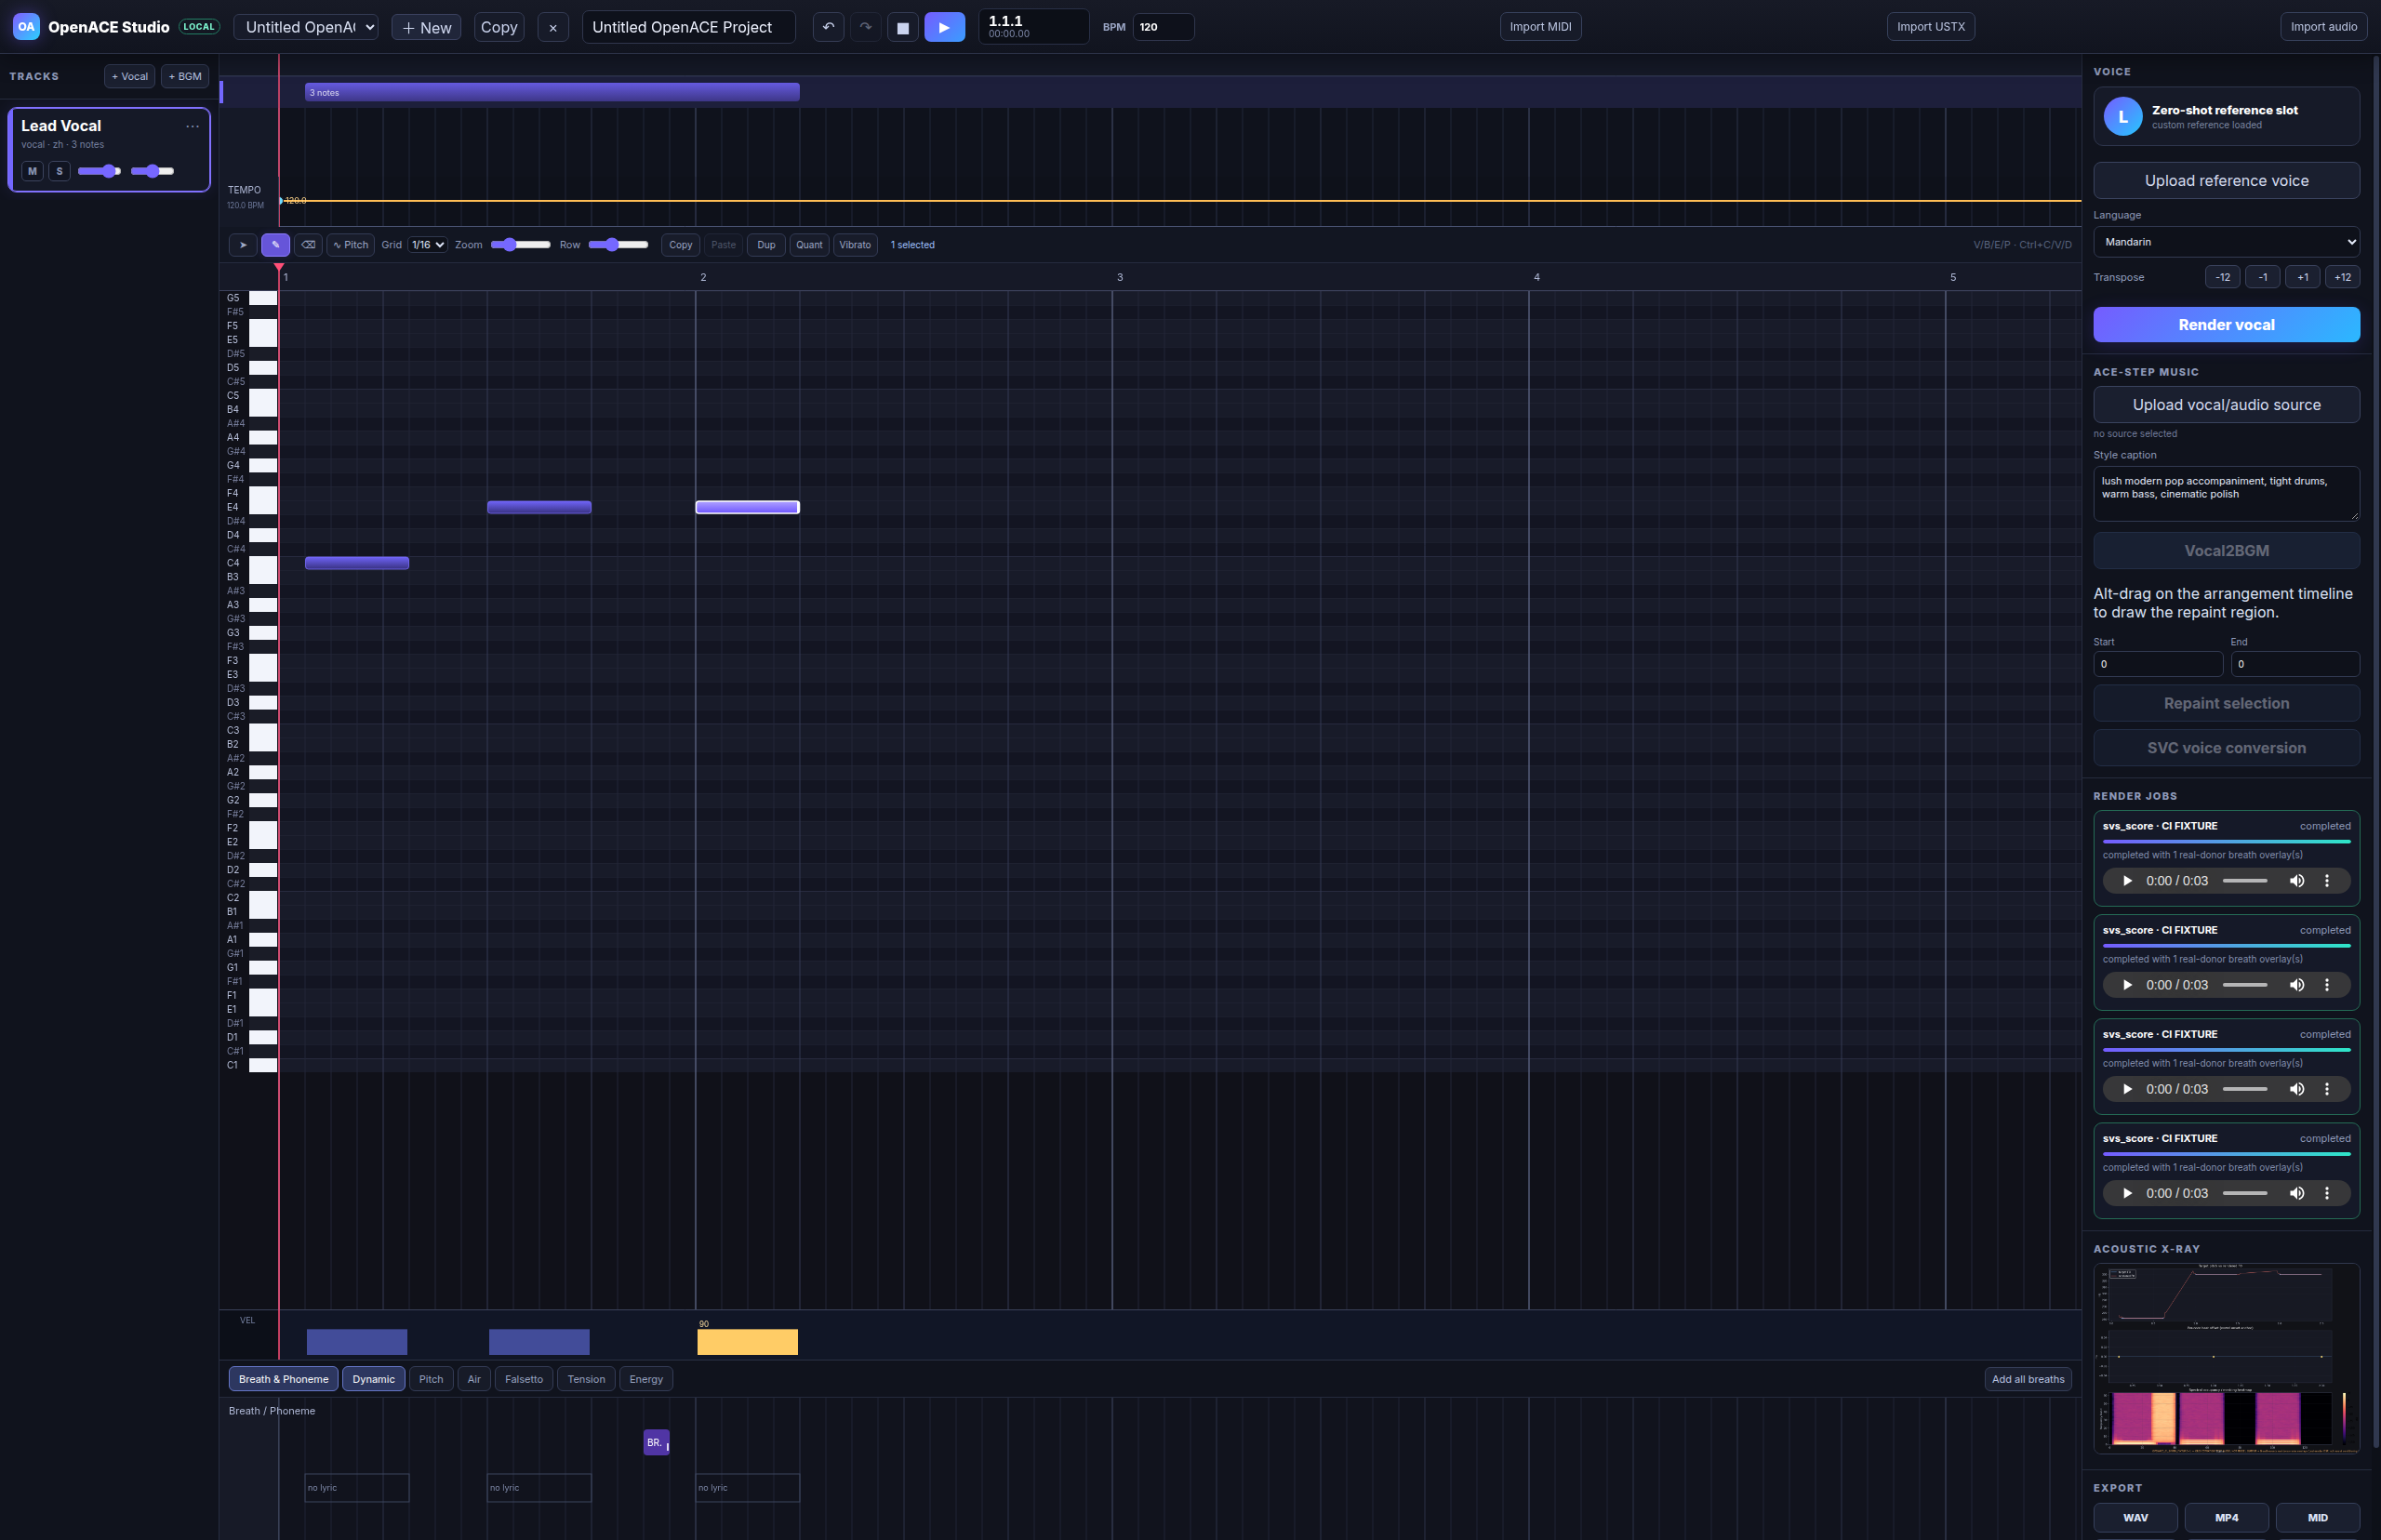 OA OpenACE Studio LOCAL Untitled OpenA + New Copy × Untitled OpenACE Project 1.1.1 BPM 120 Import MIDI Import USTX Import audio
00:00.00
TRACKS + Vocal + BGM
Lead Vocal ...
vocal · zh · 3 notes
M S
3 notes
TEMPO
120.0 BPM
120.0
Pitch Grid 1/16 Zoom Row Copy Paste Dup Quant Vibrato 1 selected V/B/E/P · Ctrl+C/V/D
1 2 3 4 5
G5
F#5
F5
E5
D#5
D5
C#5
C5
B4
A#4
A4
G#4
G4
F#4
F4
E4
D#4
D4
C#4
C4
B3
A#3
A3
G#3
G3
F#3
F3
E3
D#3
D3
C#3
C3
B2
A#2
A2
G#2
G2
F#2
F2
E2
D#2
D2
C#2
C2
B1
A#1
A1
G#1
G1
F#1
F1
E1
D#1
D1
C#1
C1
VEL
90
Breath & Phoneme Dynamic Pitch Air Falsetto Tension Energy Add all breaths
Breath / Phoneme
BR.
no lyric no lyric no lyric
VOICE
L
Zero-shot reference slot
custom reference loaded
Upload reference voice
Language
Mandarin
Transpose -12 -1 +1 +12
Render vocal
ACE-STEP MUSIC
Upload vocal/audio source
no source selected
Style caption
lush modern pop accompaniment, tight drums,
warm bass, cinematic polish
Vocal2BGM
Alt-drag on the arrangement timeline
to draw the repaint region.
Start End
0 0
Repaint selection
SVC voice conversion
RENDER JOBS
svs_score · CI FIXTURE completed
completed with 1 real-donor breath overlay(s)
0:00 / 0:03
svs_score · CI FIXTURE completed
completed with 1 real-donor breath overlay(s)
0:00 / 0:03
svs_score · CI FIXTURE completed
completed with 1 real-donor breath overlay(s)
0:00 / 0:03
svs_score · CI FIXTURE completed
completed with 1 real-donor breath overlay(s)
0:00 / 0:03
ACOUSTIC X-RAY
EXPORT
WAV MP4 MID